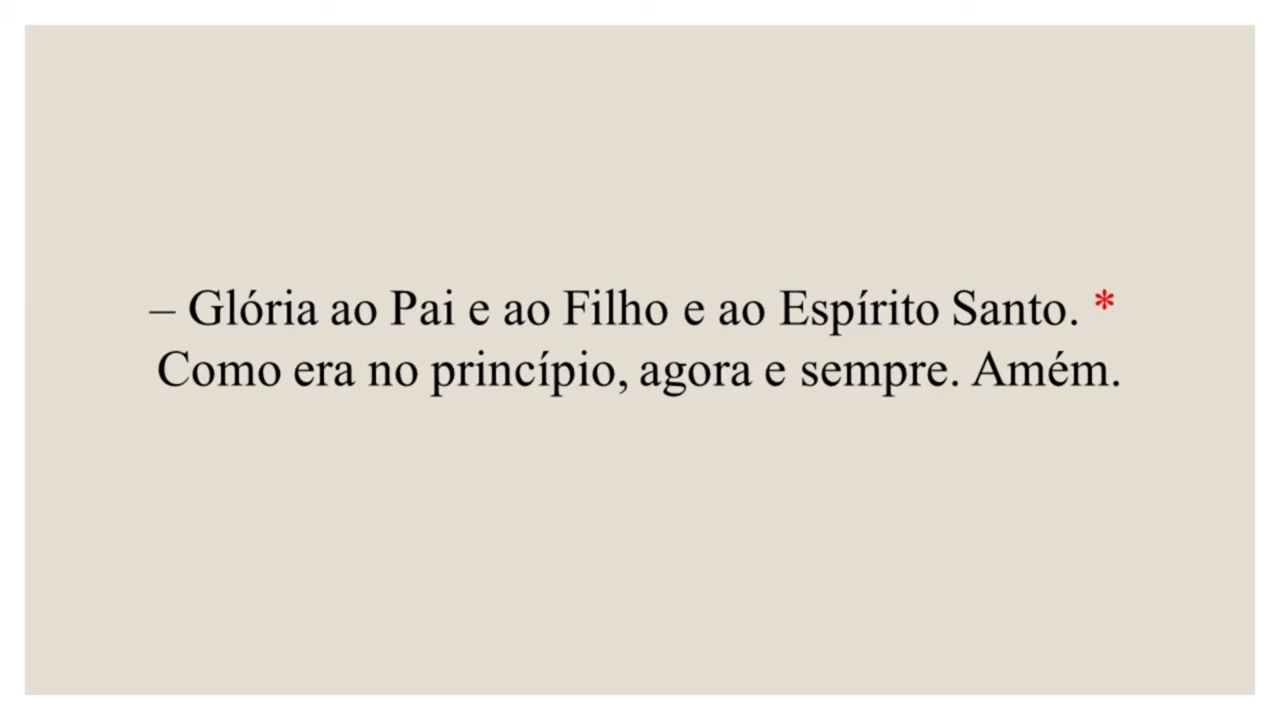 – Glória ao Pai e ao Filho e ao Espírito Santo. *
Como era no princípio, agora e sempre. Amém.